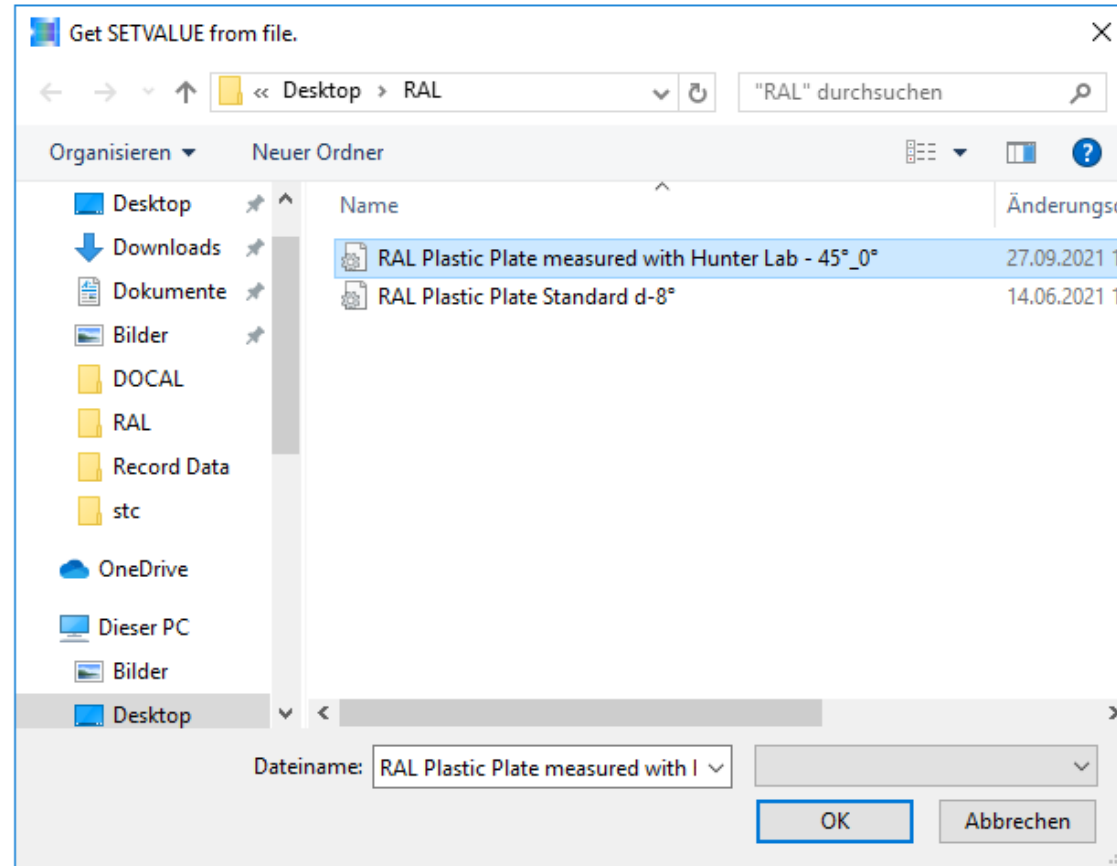 Get SETVALUE from file.
« Desktop > RAL
"RAL" durchsuchen
Organisieren
Neuer Ordner
?
Desktop
Downloads
Dokumente
Bilder
DOCAL
RAL
Record Data
stc
OneDrive
Dieser PC
Bilder
Desktop
Name
Änderungs
RAL Plastic Plate measured with Hunter Lab - 45°_0°
27.09.2021 1
RAL Plastic Plate Standard d-8°
14.06.2021 1
Dateiname:
RAL Plastic Plate measured with
OK
Abbrechen